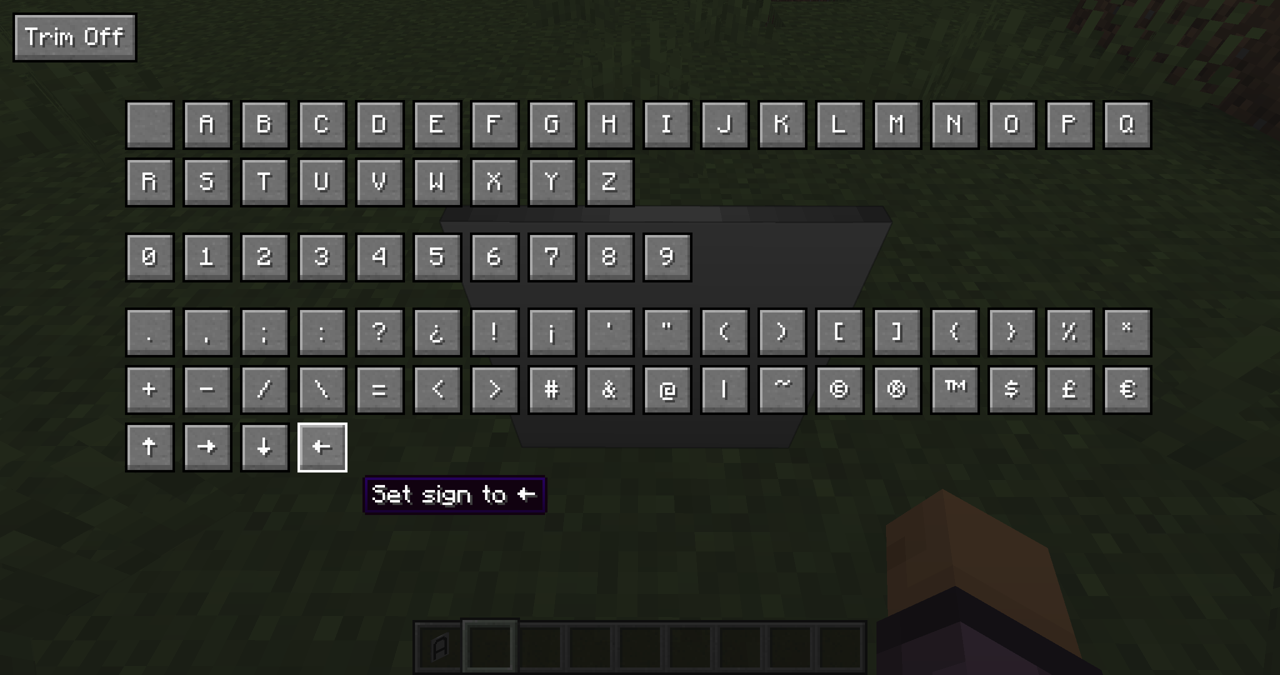 Trim Off
A B C D E F G H I J K L M N O P Q
R S T U V W X Y Z
0 1 2 3 4 5 6 7 8 9
. , ; : ? ¿ ! ¡ ' " ( ) [ ] { } % *
+ - / \ = < > # & @ | ~ © ® ™ $ £ €
↑ → ↓ ←
Set sign to ←
A